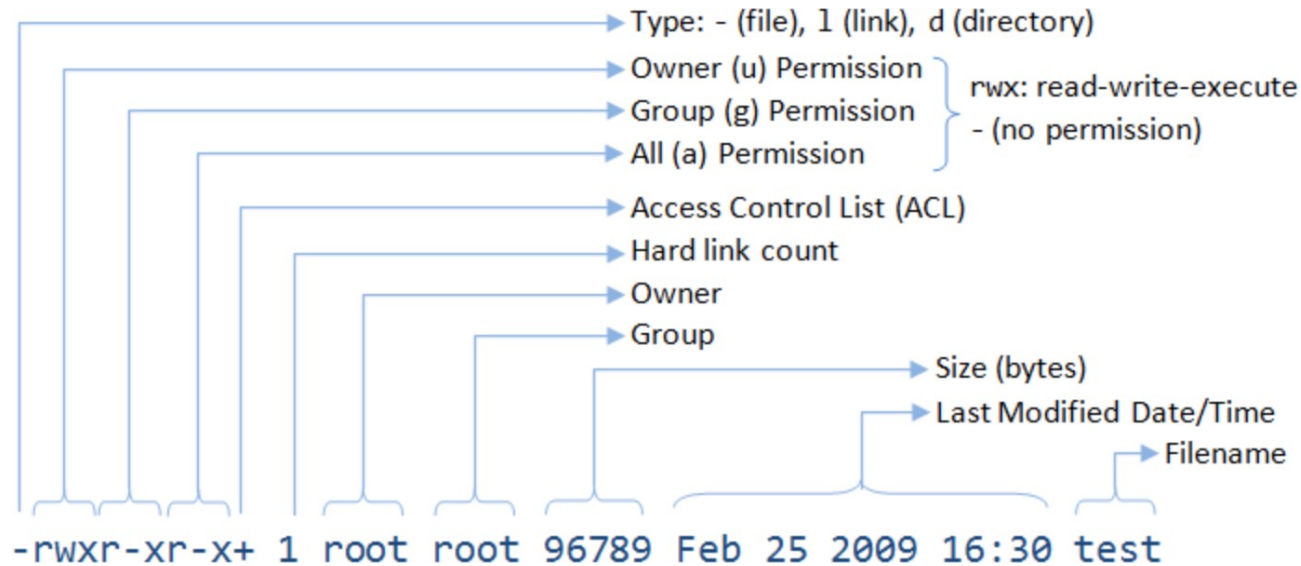 Type: - (file), l (link), d (directory)
Owner (u) Permission
Group (g) Permission
All (a) Permission
rwx: read-write-execute
- (no permission)
Access Control List (ACL)
Hard link count
Owner
Group
Size (bytes)
Last Modified Date/Time
Filename
-rwxr-xr-x+ 1 root root 96789 Feb 25 2009 16:30 test